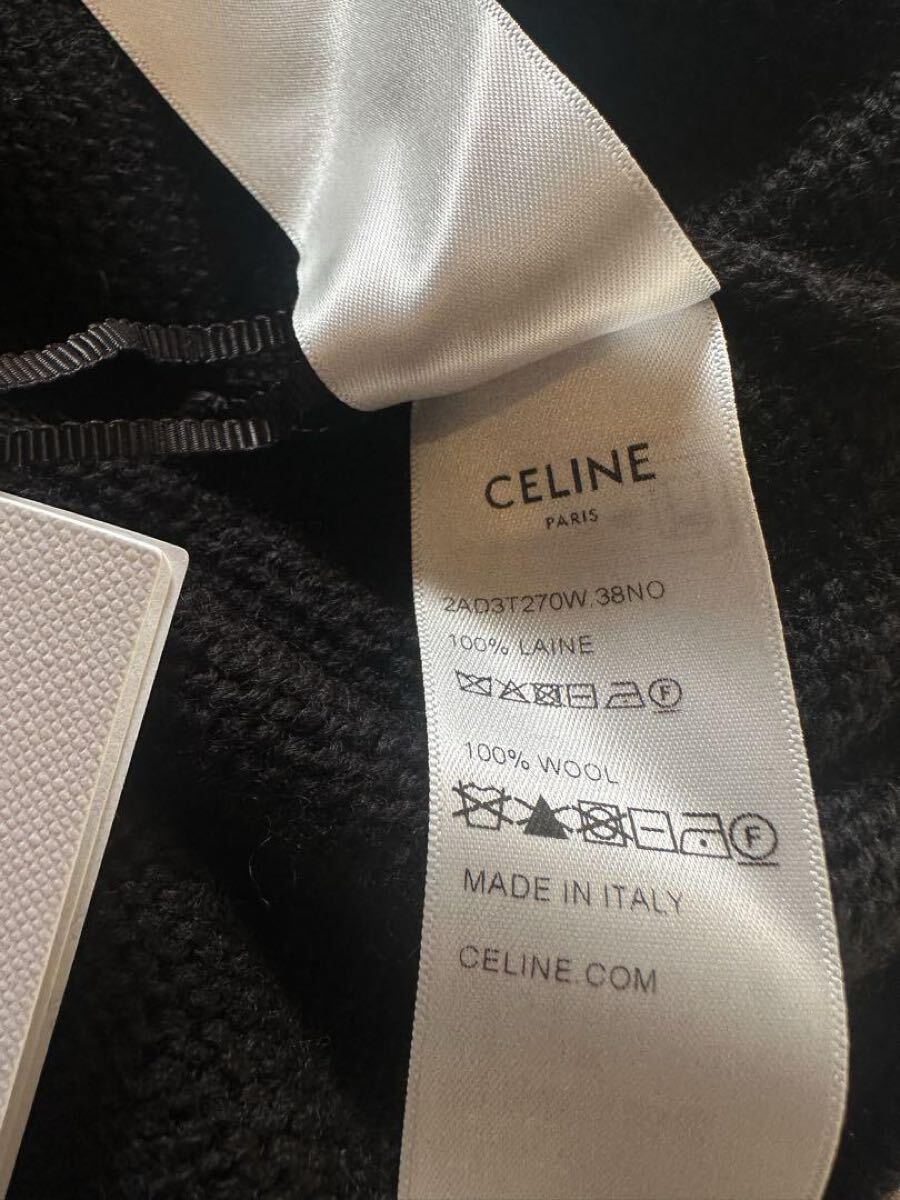 CELINE
PARIS
2AD3T270W.38NO
100% LAINE
F
100% WOOL
F
MADE IN ITALY
CELINE.COM